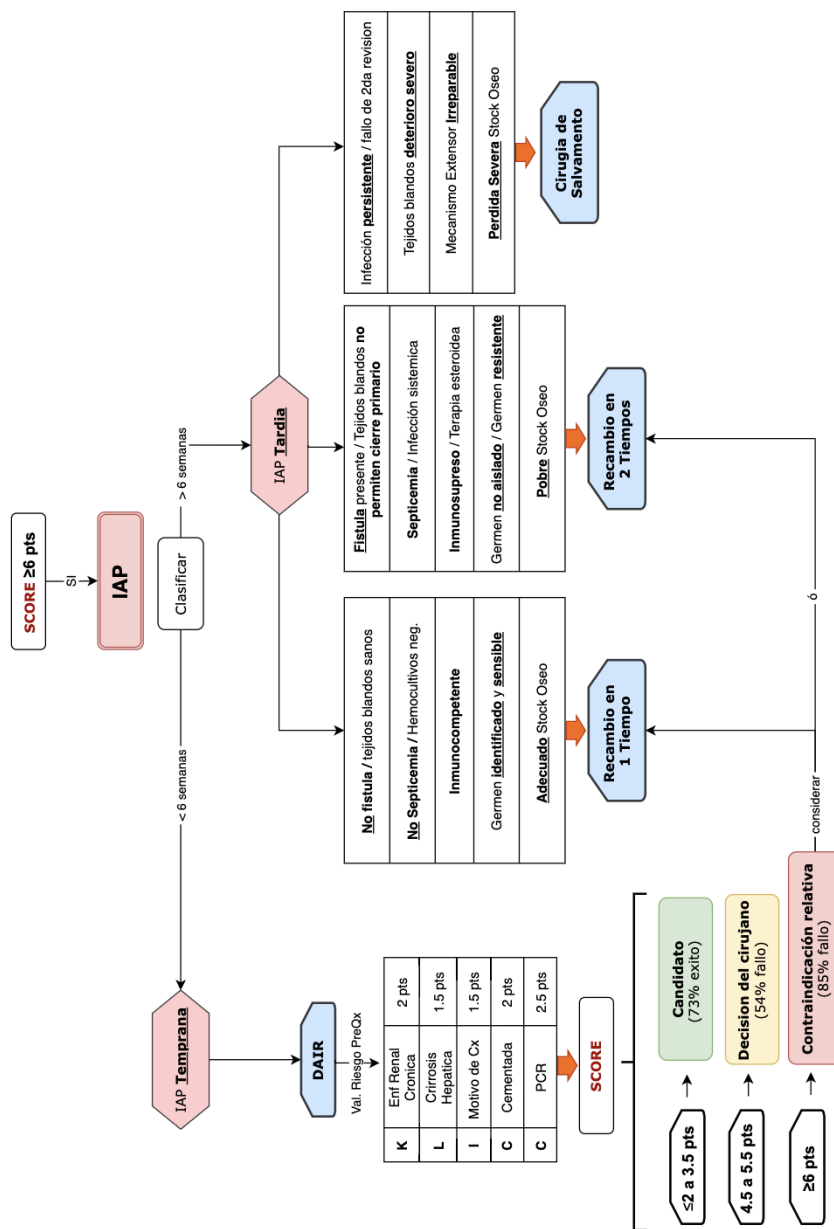 SCORE ≥6 pts
SI
IAP
Clasificar
< 6 semanas
> 6 semanas
IAP Temprana
DAIR
Val. Riesgo PreQx
K
Enf Renal
Cronica
2 pts
L
Crirrosis
Hepatica
1.5 pts
I
Motivo de Cx
1.5 pts
C
Cementada
2 pts
C
PCR
2.5 pts
SCORE
≤2 a 3.5 pts
Candidato
(73% exito)
4.5 a 5.5 pts
Decision del cirujano
(54% fallo)
≥6 pts
Contraindicación relativa
(85% fallo)
considerar
ó
IAP Tardia
No fistula / tejidos blandos sanos
No Septicemia / Hemocultivos neg.
Inmunocompetente
Germen identificado y sensible
Adecuado Stock Oseo
Recambio en
1 Tiempo
Fistula presente / Tejidos blandos no
permiten cierre primario
Septicemia / Infección sistemica
Inmunosupreso / Terapia esteroidea
Germen no aislado / Germen resistente
Pobre Stock Oseo
Recambio en
2 Tiempos
Infección persistente / fallo de 2da revision
Tejidos blandos deterioro severo
Mecanismo Extensor Irreparable
Perdida Severa Stock Oseo
Cirugia de
Salvamento